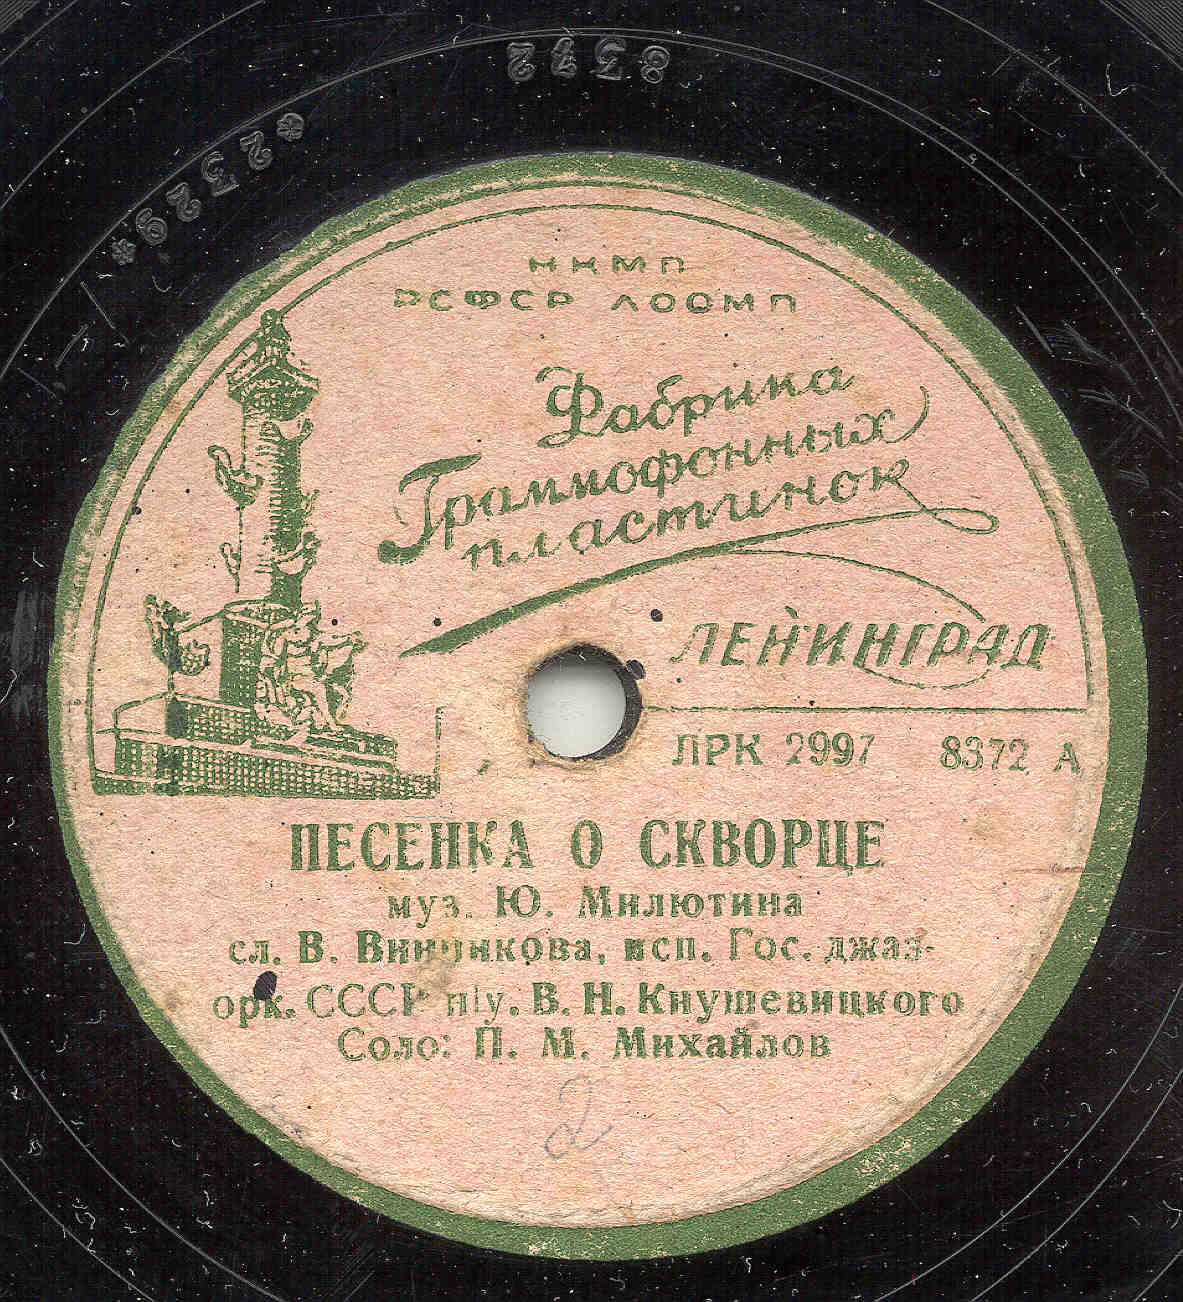 8372
*8372*
НКМП
РСФСР ЛООМП
Фабрика
Граммофонных
пластинок
ЛЕНИНГРАД
ЛРК 2997 8372 А
ПЕСЕНКА О СКВОРЦЕ
муз. Ю. Милютина
сл. В. Винникова, исп. Гос. джаз-
орк. СССР п/у. В. Н. Кнушевицкого
Соло: П. М. Михайлов
2